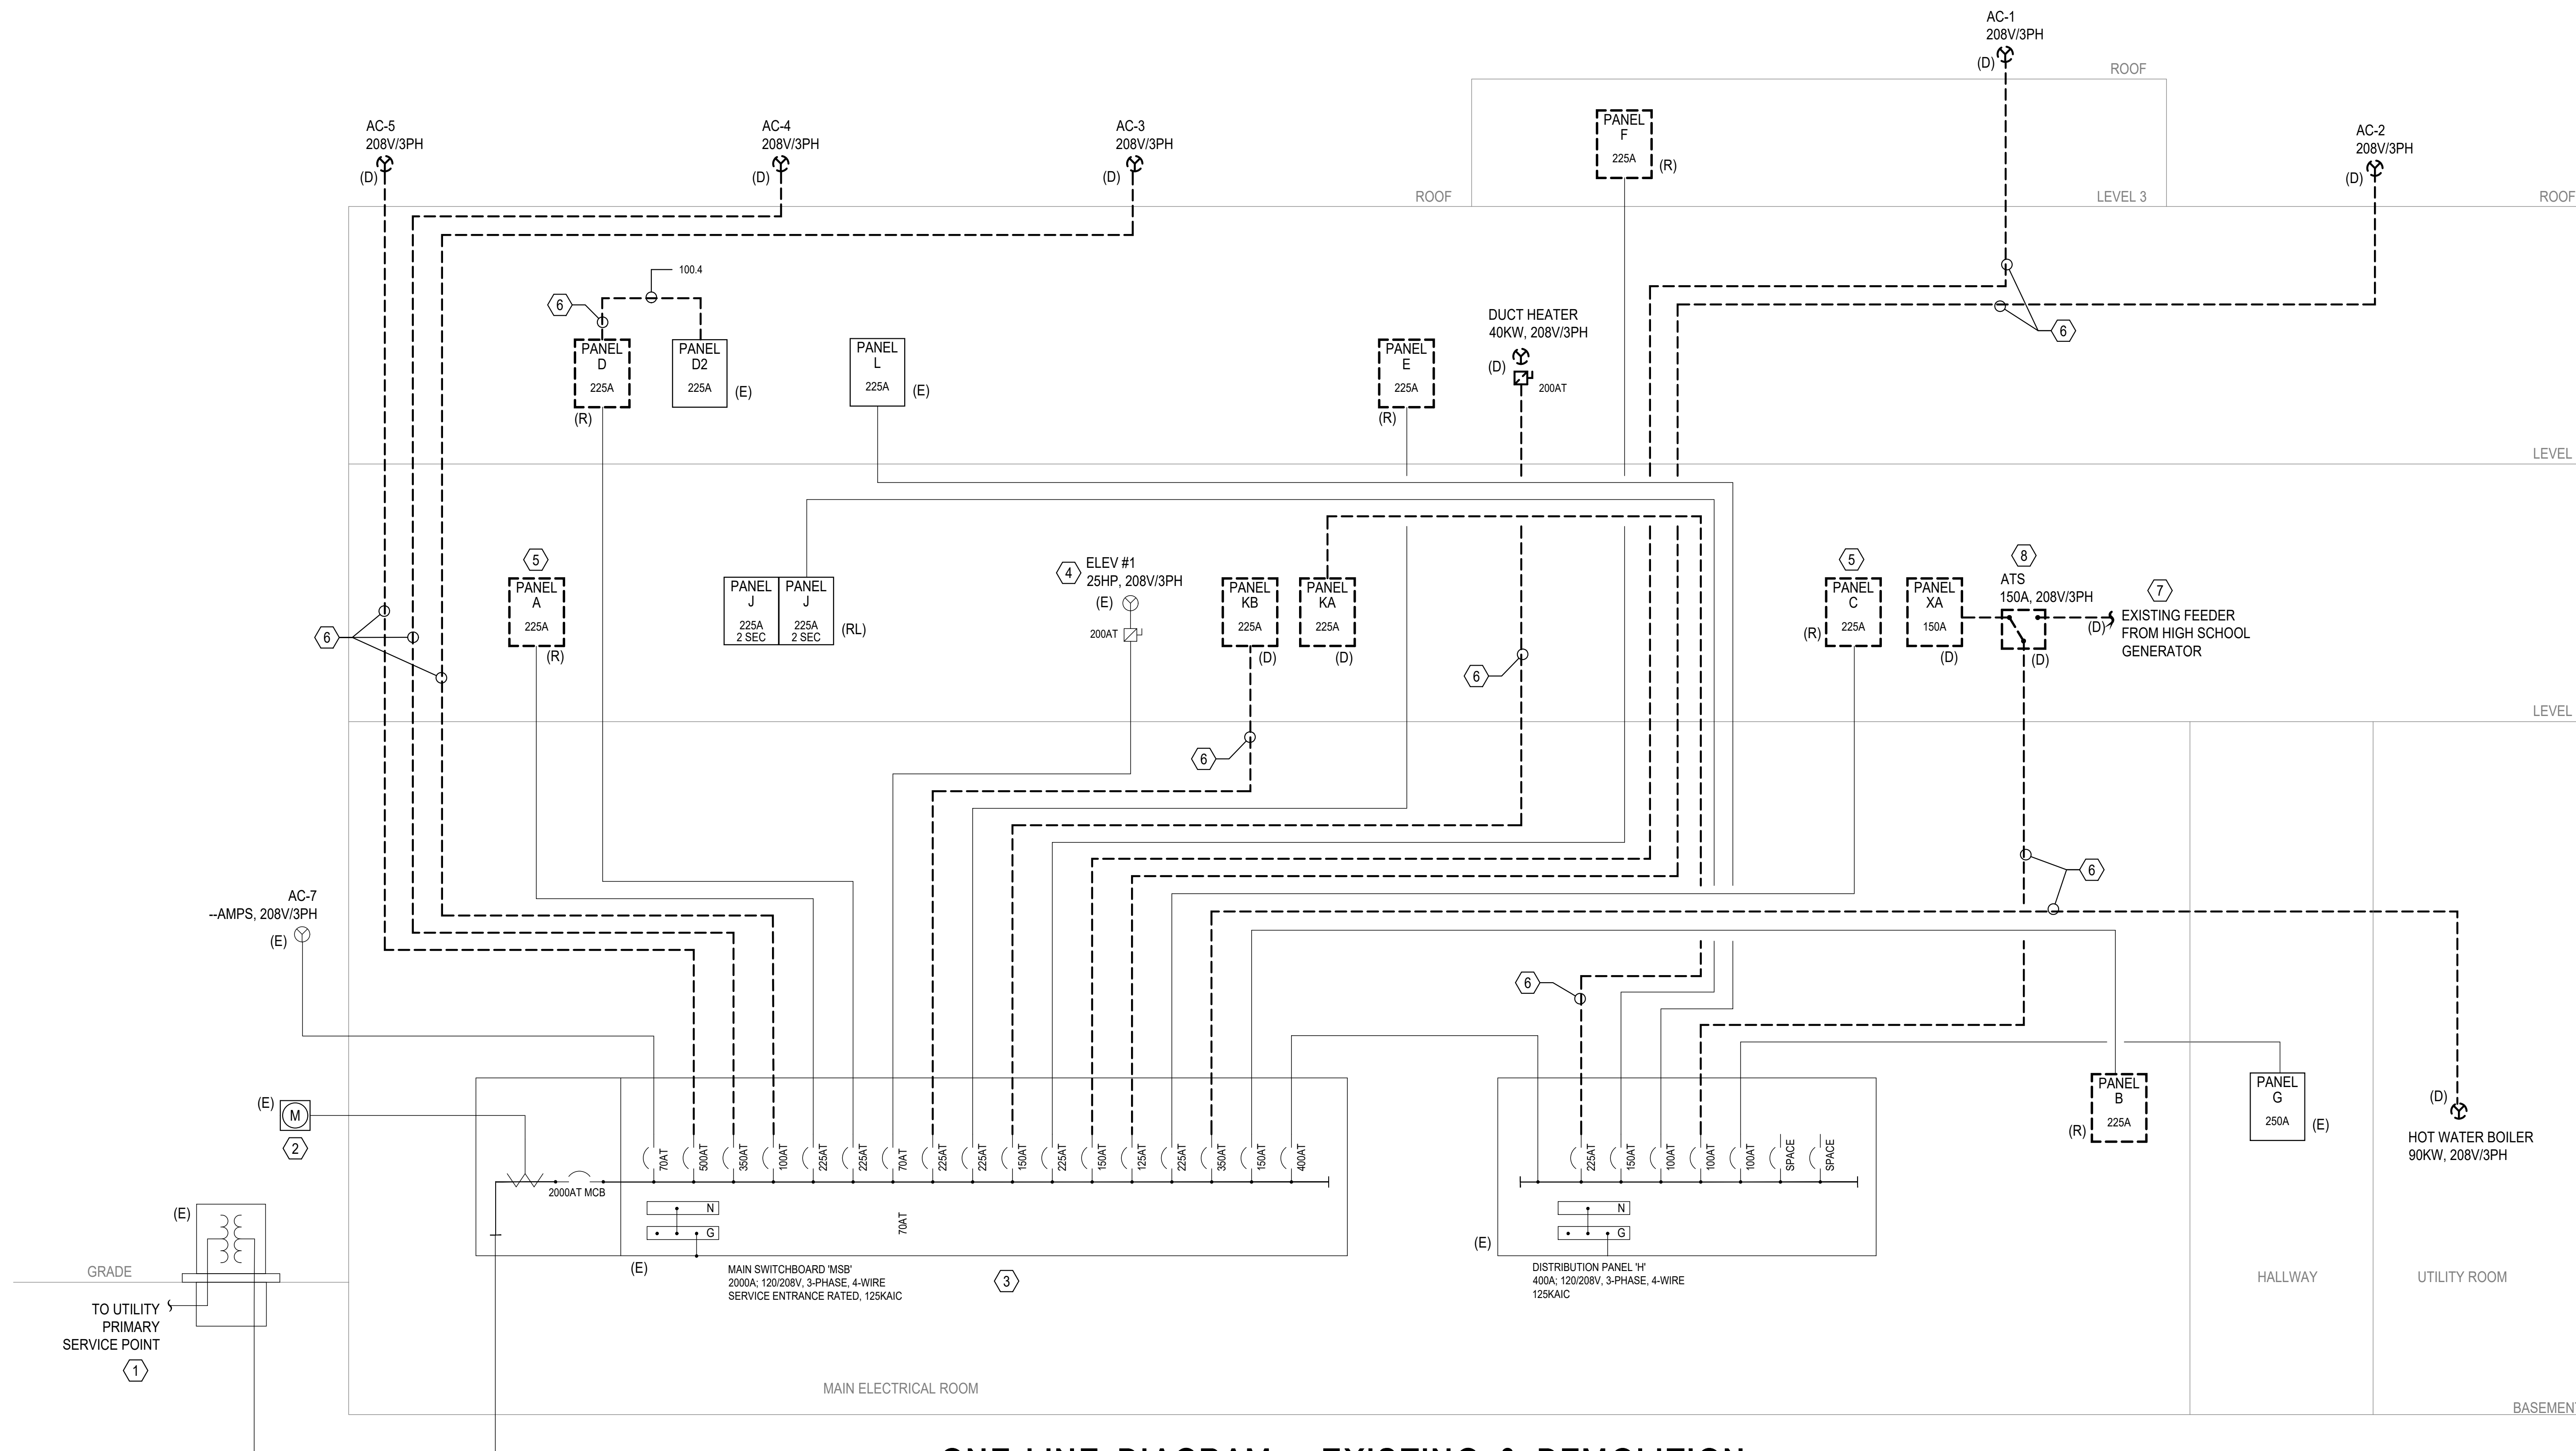 AC-1
208V/3PH
(D)
ROOF
AC-5
208V/3PH
(D)
AC-4
208V/3PH
(D)
AC-3
208V/3PH
(D)
PANEL
F
225A
(R)
AC-2
208V/3PH
(D)
ROOF
LEVEL 3
ROOF
100.4
6
6
DUCT HEATER
40KW, 208V/3PH
(D)
200AT
PANEL
D
225A
(R)
PANEL
D2
225A
(E)
PANEL
L
225A
(E)
PANEL
E
225A
(R)
LEVEL
5
PANEL
A
225A
(R)
PANEL
J
225A
2 SEC
PANEL
J
225A
2 SEC
(RL)
4
ELEV #1
25HP, 208V/3PH
(E)
200AT
PANEL
KB
225A
(D)
PANEL
KA
225A
(D)
5
PANEL
C
225A
(R)
PANEL
XA
150A
(D)
8
ATS
150A, 208V/3PH
(D)
7
(D)
EXISTING FEEDER
FROM HIGH SCHOOL
GENERATOR
6
6
LEVEL
6
6
AC-7
--AMPS, 208V/3PH
(E)
6
(E)
M
2
70AT
500AT
350AT
100AT
225AT
225AT
70AT
225AT
225AT
150AT
225AT
150AT
125AT
225AT
350AT
150AT
400AT
2000AT MCB
N
G
70AT
(E)
MAIN SWITCHBOARD 'MSB'
2000A; 120/208V, 3-PHASE, 4-WIRE
SERVICE ENTRANCE RATED, 125KAIC
3
225AT
150AT
100AT
100AT
100AT
SPACE
SPACE
N
G
(E)
DISTRIBUTION PANEL 'H'
400A; 120/208V, 3-PHASE, 4-WIRE
125KAIC
PANEL
B
225A
(R)
PANEL
G
250A
(E)
(D)
HOT WATER BOILER
90KW, 208V/3PH
(E)
GRADE
TO UTILITY
PRIMARY
SERVICE POINT
1
HALLWAY
UTILITY ROOM
MAIN ELECTRICAL ROOM
BASEMENT
ONE-LINE DIAGRAM - EXISTING & DEMOLITION